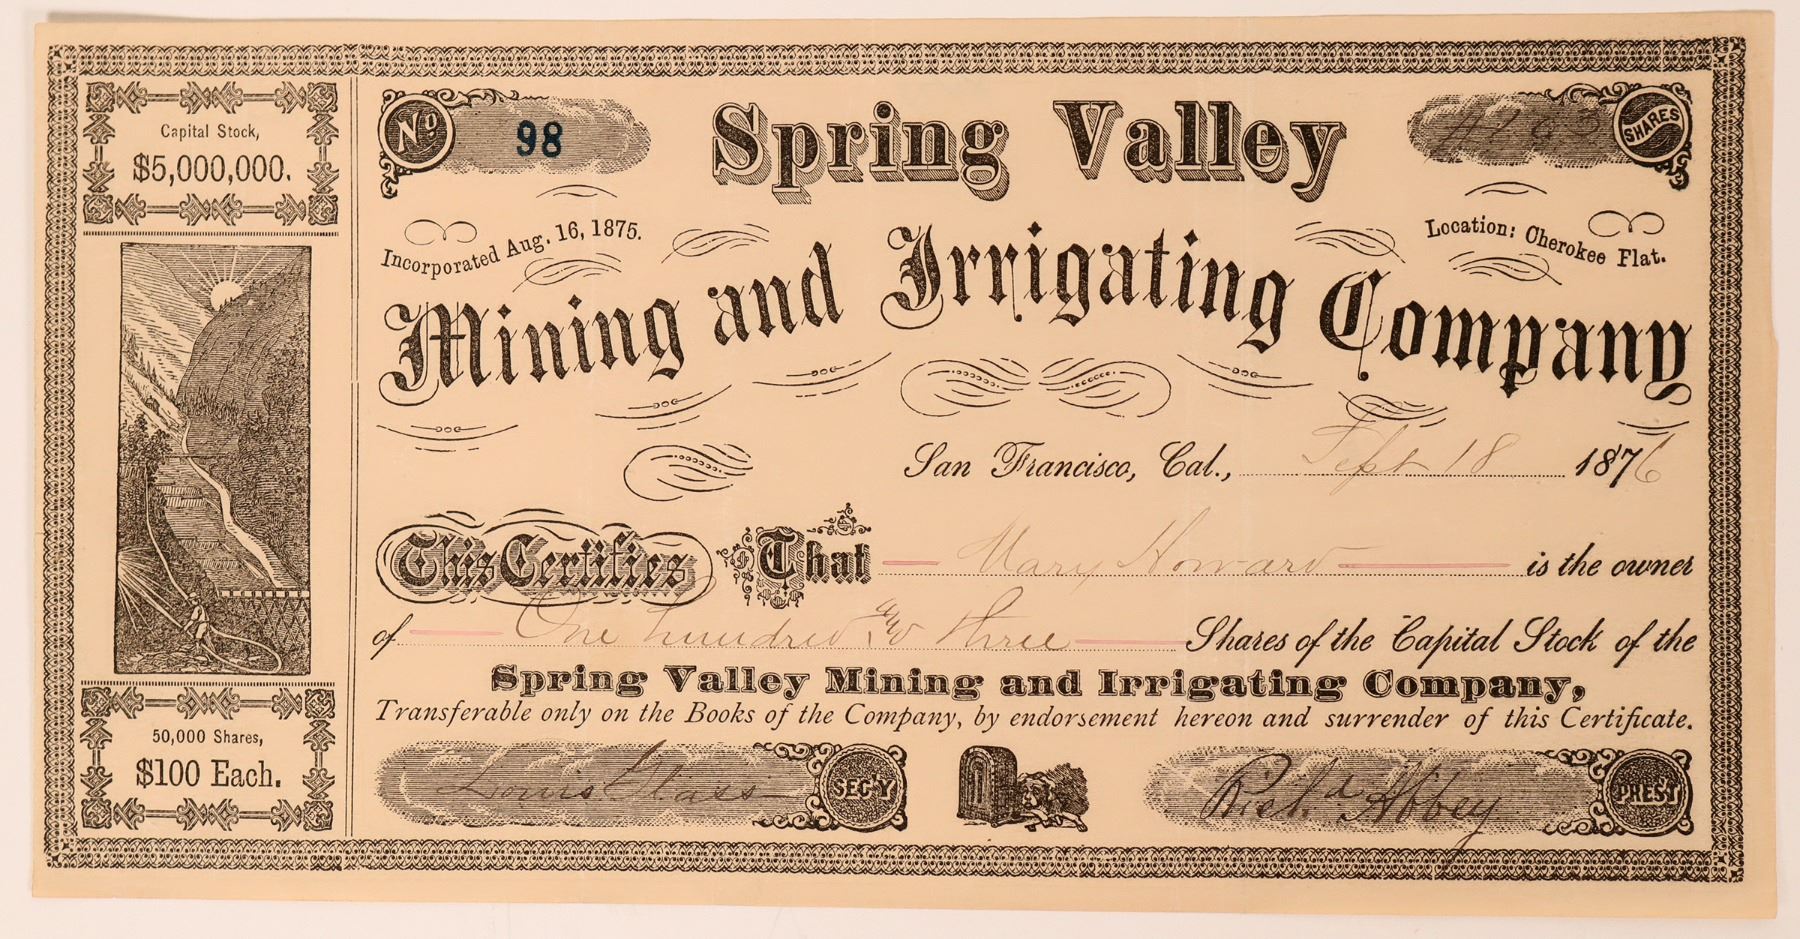 Capital Stock,
$5,000,000.
No 98
Spring Valley
SHARES
Incorporated Aug. 16, 1875.
Location: Cherokee Flat.
Mining and Irrigating Company
San Francisco, Cal., Sept 18 1876
This Certifies That Mary Howard is the owner
of One hundred and three Shares of the Capital Stock of the
Spring Valley Mining and Irrigating Company,
Transferable only on the Books of the Company, by endorsement hereon and surrender of this Certificate.
50,000 Shares,
$100 Each.
Louis Glass SEC'Y
Richd Abbey PREST